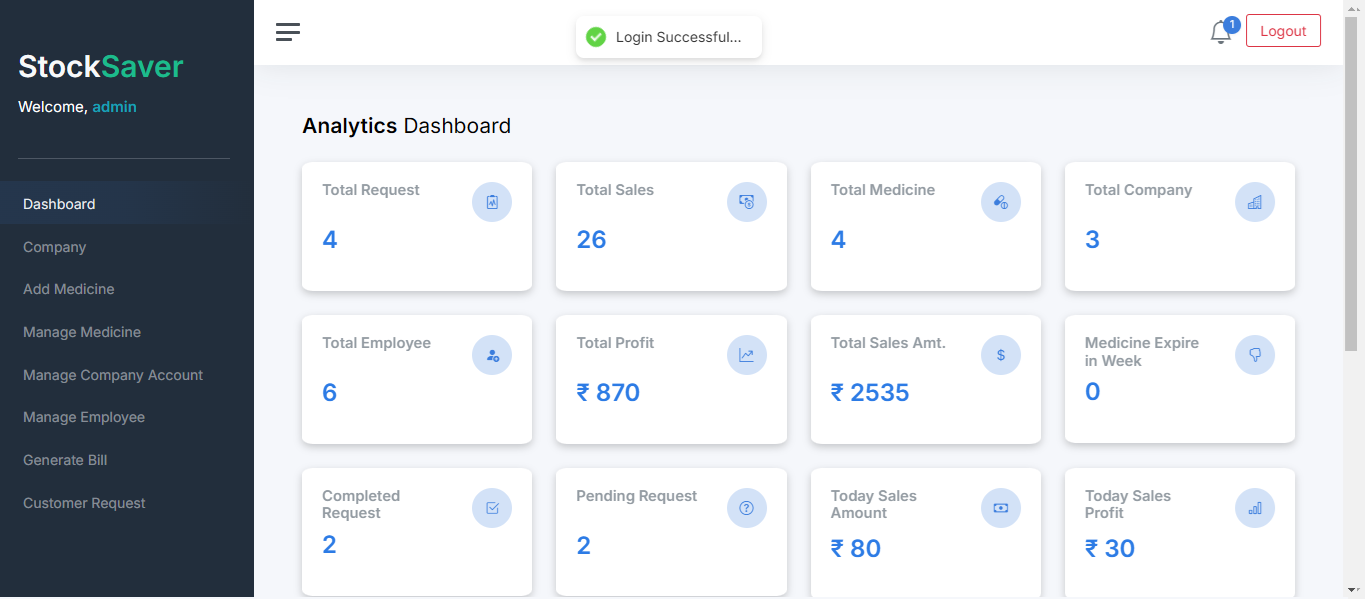 StockSaver
Welcome, admin
Dashboard
Company
Add Medicine
Manage Medicine
Manage Company Account
Manage Employee
Generate Bill
Customer Request
Login Successful...
1
Logout
Analytics Dashboard
Total Request
4
Total Sales
26
Total Medicine
4
Total Company
3
Total Employee
6
Total Profit
₹ 870
Total Sales Amt.
$
₹ 2535
Medicine Expire
in Week
0
Completed
Request
2
Pending Request
?
2
Today Sales
Amount
₹ 80
Today Sales
Profit
₹ 30